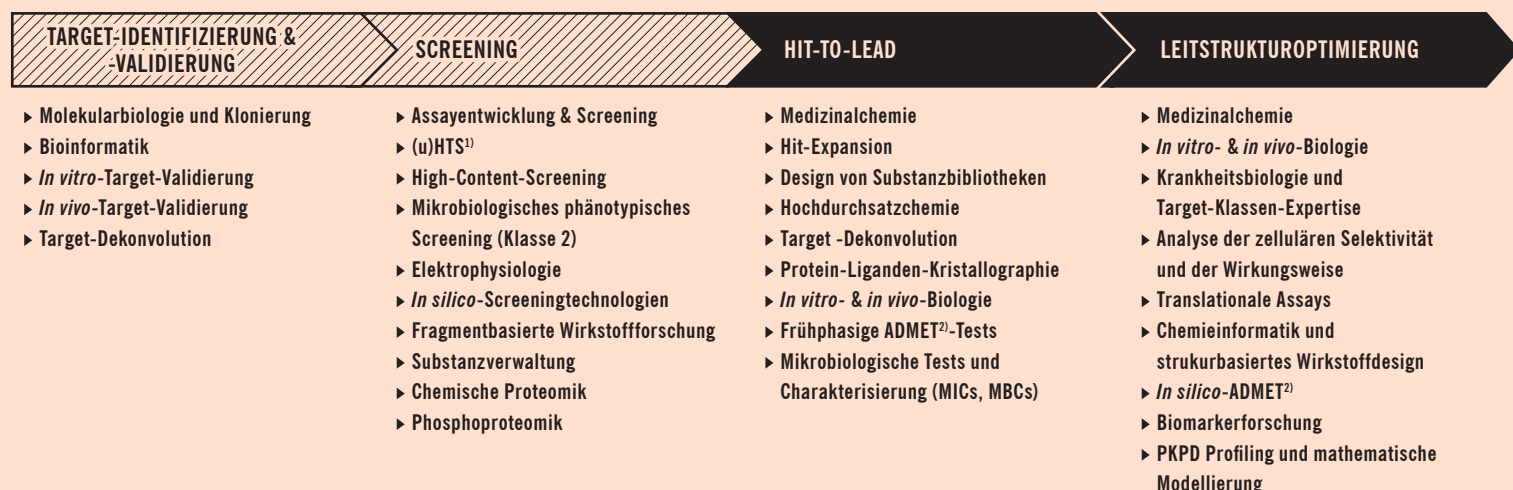 TARGET-IDENTIFIZIERUNG &
-VALIDIERUNG
▸ Molekularbiologie und Klonierung
▸ Bioinformatik
▸ In vitro-Target-Validierung
▸ In vivo-Target-Validierung
▸ Target-Dekonvolution
SCREENING
▸ Assayentwicklung & Screening
▸ (u)HTS1)
▸ High-Content-Screening
▸ Mikrobiologisches phänotypisches
Screening (Klasse 2)
▸ Elektrophysiologie
▸ In silico-Screeningtechnologien
▸ Fragmentbasierte Wirkstoffforschung
▸ Substanzverwaltung
▸ Chemische Proteomik
▸ Phosphoproteomik
HIT-TO-LEAD
▸ Medizinalchemie
▸ Hit-Expansion
▸ Design von Substanzbibliotheken
▸ Hochdurchsatzchemie
▸ Target -Dekonvolution
▸ Protein-Liganden-Kristallographie
▸ In vitro- & in vivo-Biologie
▸ Frühphasige ADMET2)-Tests
▸ Mikrobiologische Tests und
Charakterisierung (MICs, MBCs)
LEITSTRUKTUROPTIMIERUNG
▸ Medizinalchemie
▸ In vitro- & in vivo-Biologie
▸ Krankheitsbiologie und
Target-Klassen-Expertise
▸ Analyse der zellulären Selektivität
und der Wirkungsweise
▸ Translationale Assays
▸ Chemieinformatik und
strukurbasiertes Wirkstoffdesign
▸ In silico-ADMET2)
▸ Biomarkerforschung
▸ PKPD Profiling und mathematische
Modellierung